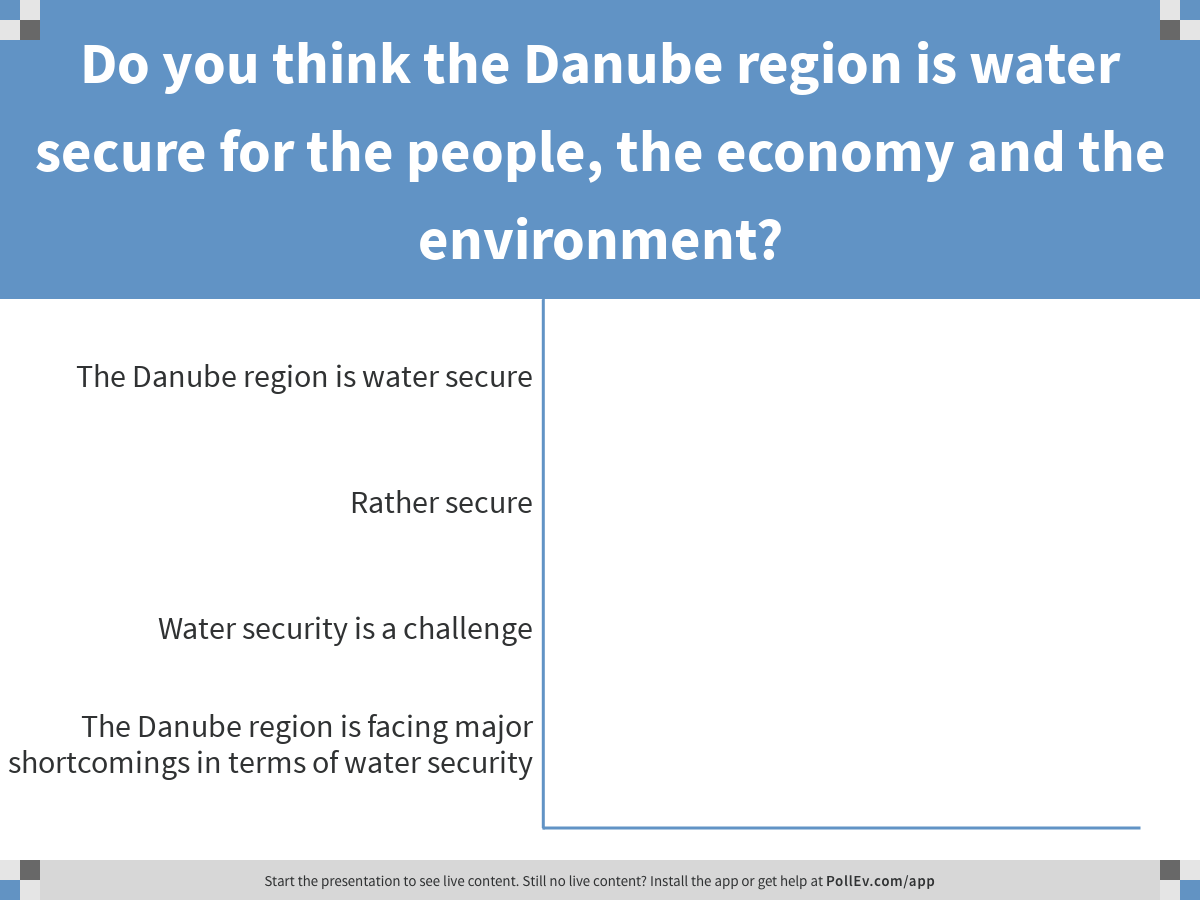 Do you think the Danube region is water
secure for the people, the economy and the
environment?
The Danube region is water secure
Rather secure
Water security is a challenge
The Danube region is facing major
shortcomings in terms of water security
Start the presentation to see live content. Still no live content? Install the app or get help at PollEv.com/app